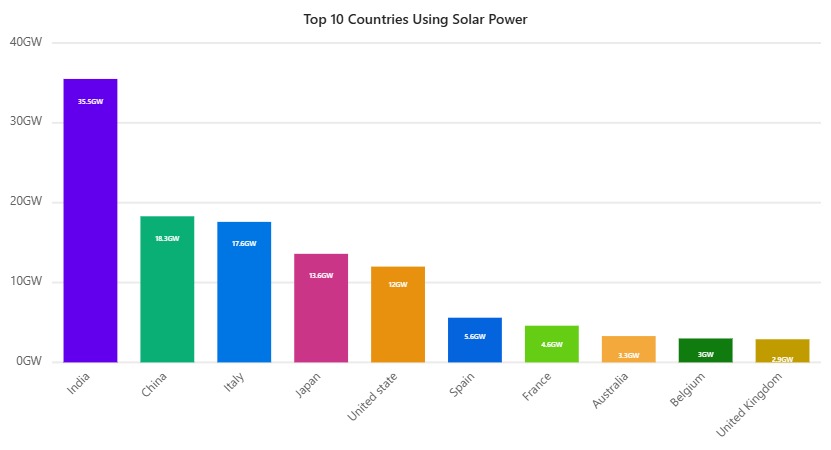 Top 10 Countries Using Solar Power
40GW
30GW
20GW
10GW
0GW
35.5GW
18.3GW
17.6GW
13.6GW
12GW
5.6GW
4.6GW
3.3GW
3GW
2.9GW
India
China
Italy
Japan
United state
Spain
France
Australia
Belgium
United Kingdom